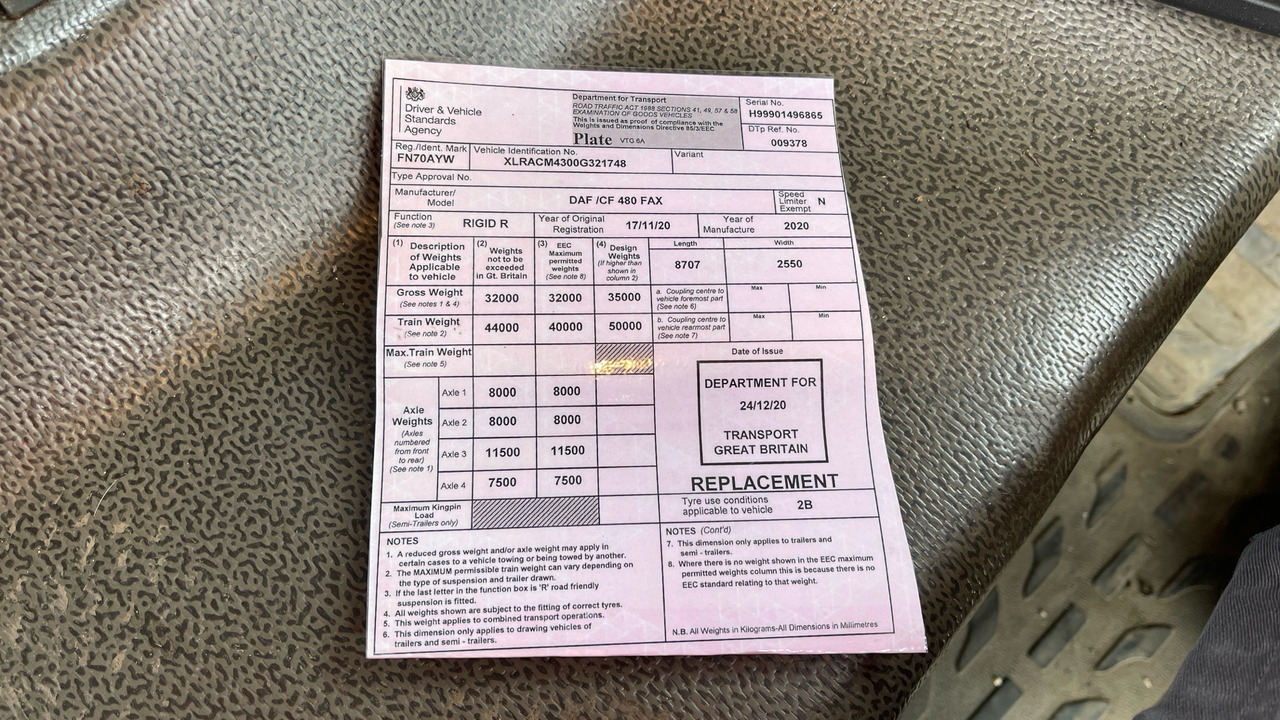 Driver & Vehicle
Standards
Agency
Department for Transport
ROAD TRAFFIC ACT 1988 SECTIONS 41, 49, 57 & 58
EXAMINATION OF GOODS VEHICLES
This is issued as proof of compliance with the
Weights and Dimensions Directive 85/3/EEC
Plate VTG 6A
Serial No.
H99901496865
DTp Ref. No.
009378
Reg./Ident. Mark
FN70AYW
Vehicle Identification No.
XLRACM4300G321748
Variant
Type Approval No.
Manufacturer/
Model
DAF /CF 480 FAX
Speed
Limiter
Exempt
N
Function
(See note 3)
RIGID R
Year of Original
Registration
17/11/20
Year of
Manufacture
2020
(1) Description
of Weights
Applicable
to vehicle
(2) Weights
not to be
exceeded
in Gt. Britain
(3) EEC
Maximum
permitted
weights
(See note 8)
(4) Design
Weights
(If higher than
shown in
column 2)
Length
8707
Width
2550
Gross Weight
(See notes 1 & 4)
32000
32000
35000
a. Coupling centre to
vehicle foremost part
(See note 6)
Max
Min
Train Weight
(See note 2)
44000
40000
50000
b. Coupling centre to
vehicle rearmost part
(See note 7)
Max
Min
Max.Train Weight
(See note 5)
Axle
Weights
(Axles
numbered
from front
to rear)
(See note 1)
Axle 1
8000
8000
Axle 2
8000
8000
Axle 3
11500
11500
Axle 4
7500
7500
Maximum Kingpin
Load
(Semi-Trailers only)
Date of Issue
DEPARTMENT FOR
24/12/20
TRANSPORT
GREAT BRITAIN
REPLACEMENT
Tyre use conditions
applicable to vehicle
2B
NOTES
1. A reduced gross weight and/or axle weight may apply in
certain cases to a vehicle towing or being towed by another.
2. The MAXIMUM permissible train weight can vary depending on
the type of suspension and trailer drawn.
3. If the last letter in the function box is 'R' road friendly
suspension is fitted.
4. All weights shown are subject to the fitting of correct tyres.
5. This weight applies to combined transport operations.
6. This dimension only applies to drawing vehicles of
trailers and semi - trailers.
NOTES (Cont'd)
7. This dimension only applies to trailers and
semi - trailers.
8. Where there is no weight shown in the EEC maximum
permitted weights column this is because there is no
EEC standard relating to that weight.
N.B. All Weights in Kilograms-All Dimensions in Millimetres